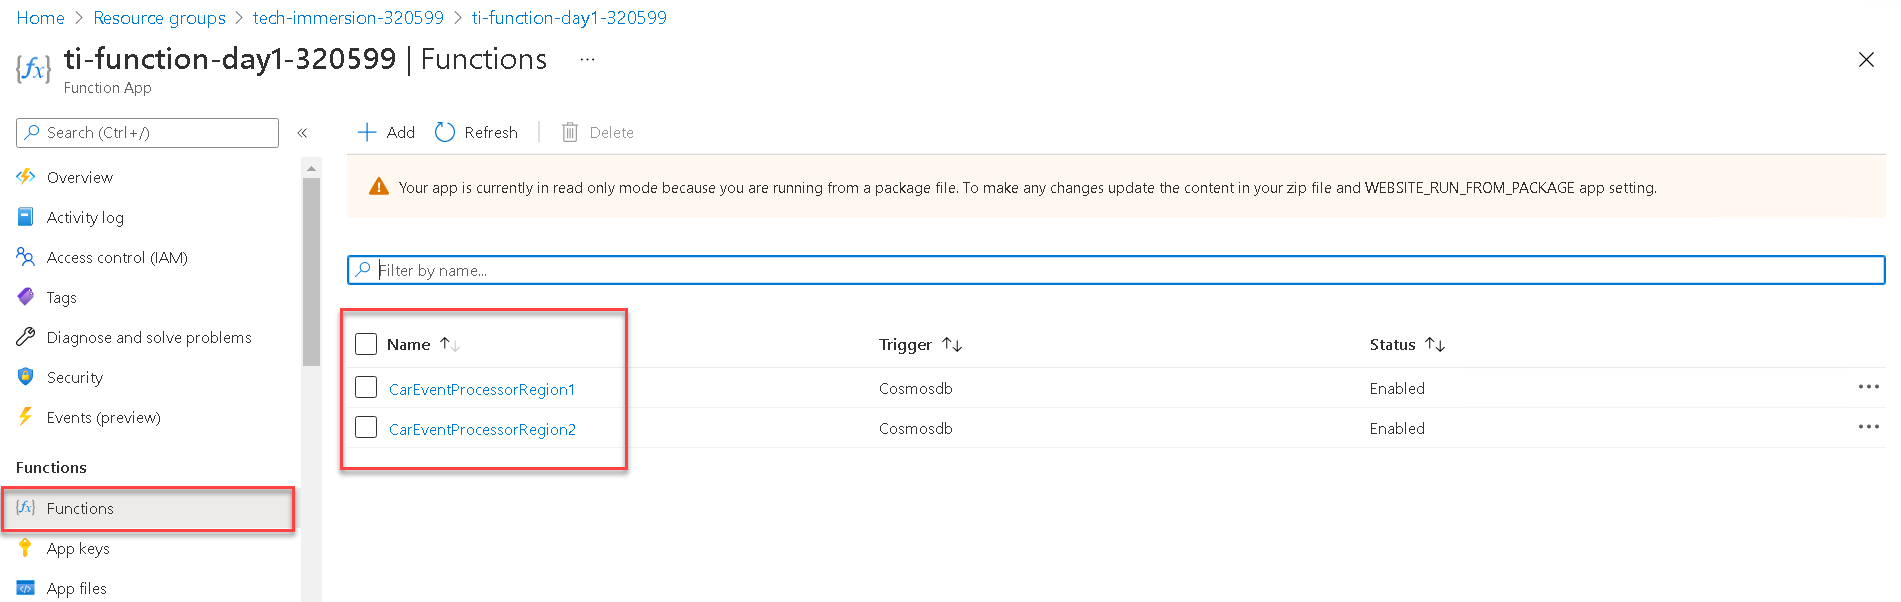 Home > Resource groups > tech-immersion-320599 > ti-function-day1-320599
ti-function-day1-320599 | Functions ...
Function App
Search (Ctrl+/) «
Add Refresh Delete
Your app is currently in read only mode because you are running from a package file. To make any changes update the content in your zip file and WEBSITE_RUN_FROM_PACKAGE app setting.
Overview
Activity log
Access control (IAM)
Tags
Diagnose and solve problems
Security
Events (preview)
Functions
Functions
App keys
App files
Filter by name...
Name Trigger Status
CarEventProcessorRegion1 Cosmosdb Enabled ...
CarEventProcessorRegion2 Cosmosdb Enabled ...